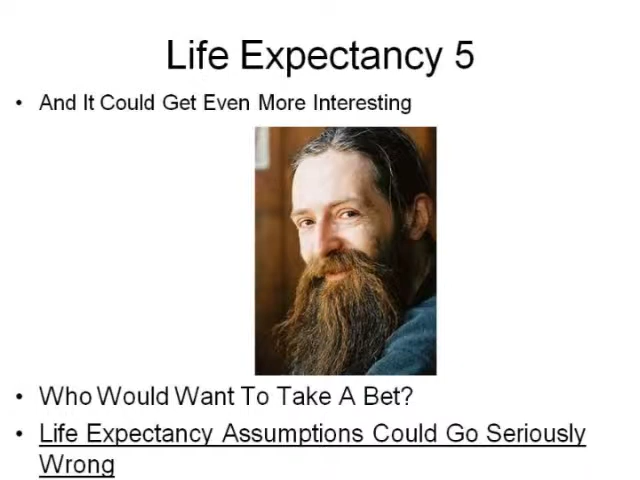 Life Expectancy 5
• And It Could Get Even More Interesting
• Who Would Want To Take A Bet?
• Life Expectancy Assumptions Could Go Seriously
Wrong